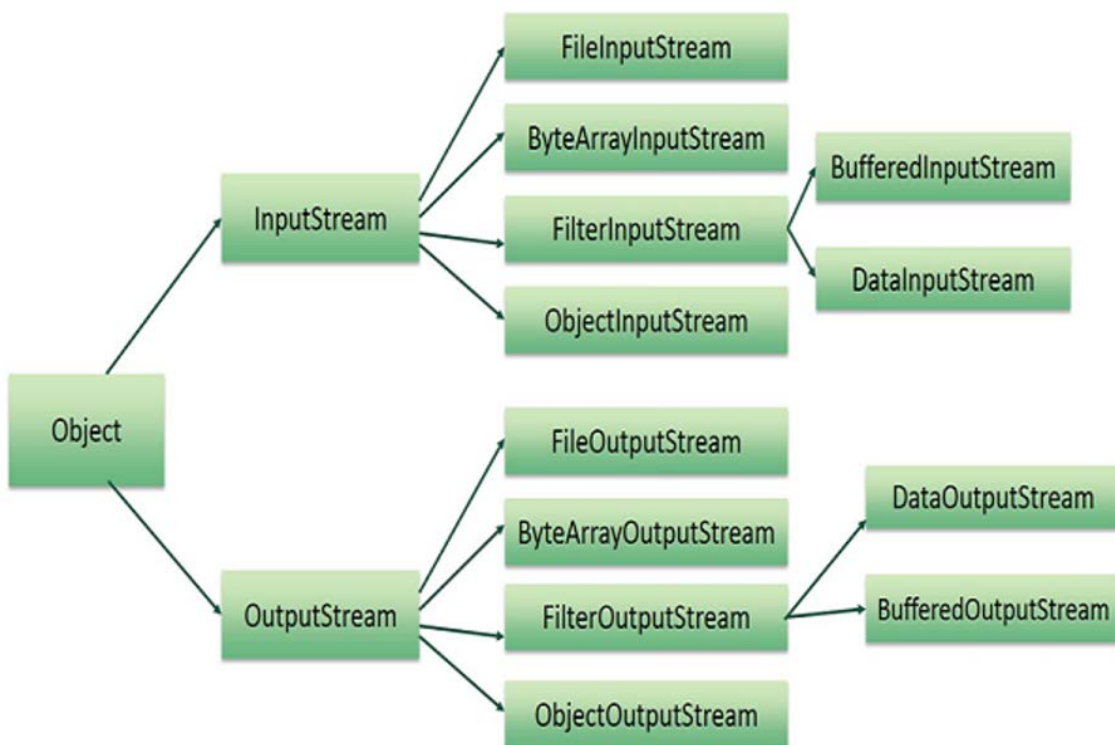 FileInputStream
ByteArrayInputStream
BufferedInputStream
InputStream
FilterInputStream
DataInputStream
ObjectInputStream
Object
FileOutputStream
DataOutputStream
ByteArrayOutputStream
OutputStream
FilterOutputStream
BufferedOutputStream
ObjectOutputStream